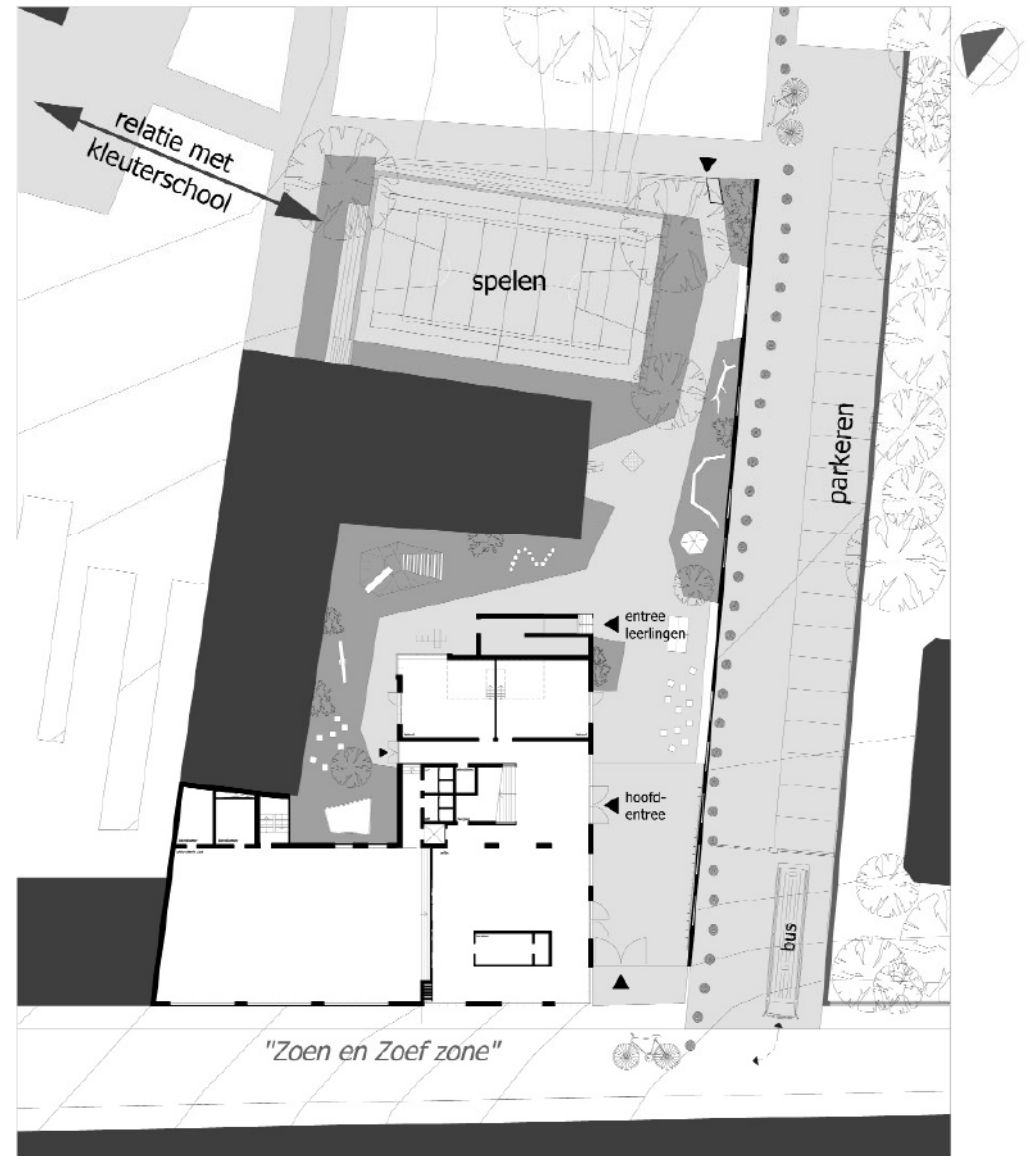 relatie met
kleuterschool
spelen
parkeren
entree
leerlingen
hoofd-
entree
bus
"Zoen en Zoef zone"